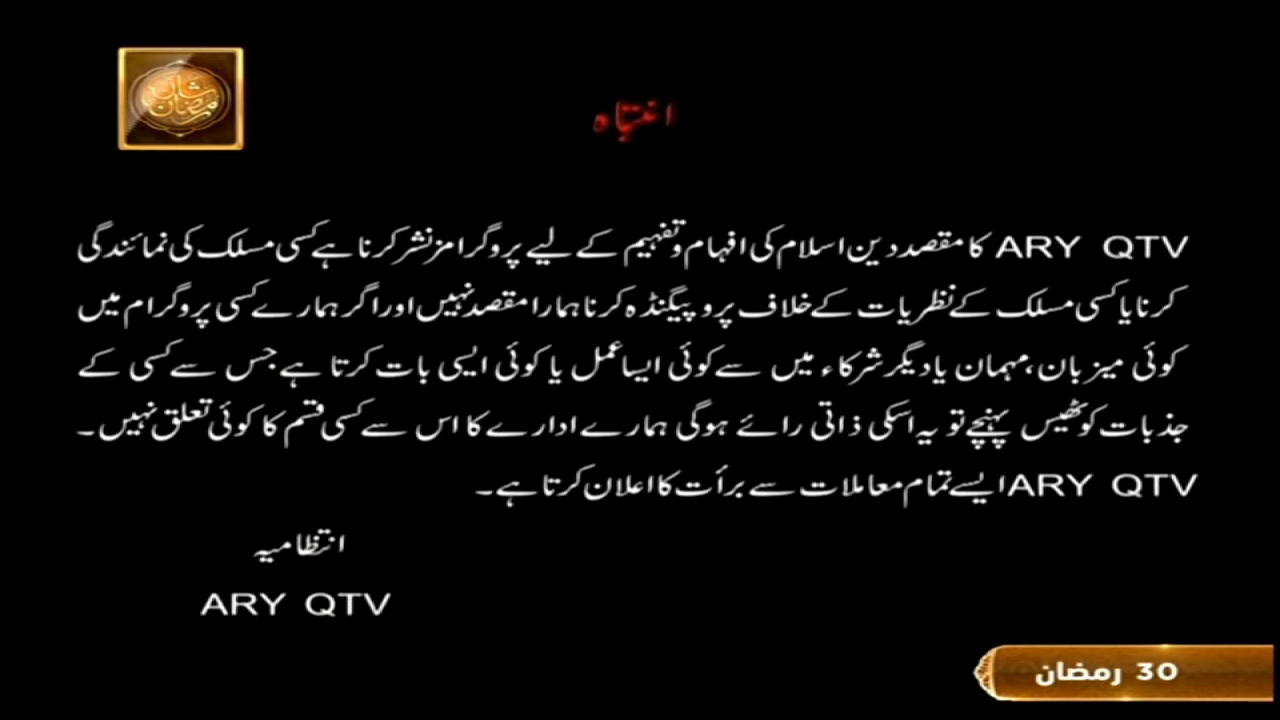 شان رمضان
انتباہ
ARY QTV کا مقصد دین اسلام کی افہام و تفہیم کے لیے پروگرامز نشر کرنا ہے کسی مسلک کی نمائندگی
کرنا یا کسی مسلک کے نظریات کے خلاف پروپیگنڈہ کرنا ہمارا مقصد نہیں اور اگر ہمارے کسی پروگرام میں
کوئی میزبان، مہمان یا دیگر شرکاء میں سے کوئی ایسا عمل یا کوئی ایسی بات کرتا ہے جس سے کسی کے
جذبات کو ٹھیس پہنچے تو یہ اسکی ذاتی رائے ہوگی ہمارے ادارے کا اس سے کسی قسم کا کوئی تعلق نہیں۔
ARY QTV ایسے تمام معاملات سے برأت کا اعلان کرتا ہے۔
انتظامیہ
ARY QTV
30 رمضان